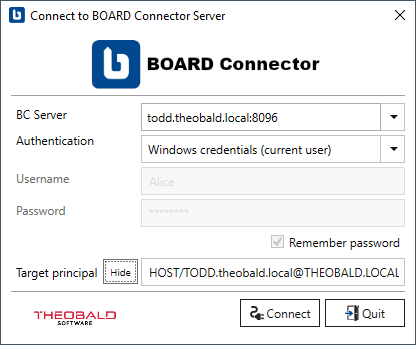 Connect to BOARD Connector Server
BOARD Connector
BC Server
todd.theobald.local:8096
Authentication
Windows credentials (current user)
Username
Alice
Password
********
Remember password
Target principal
Hide
HOST/TODD.theobald.local@THEOBALD.LOCAL
THEOBALD
SOFTWARE
Connect
Quit